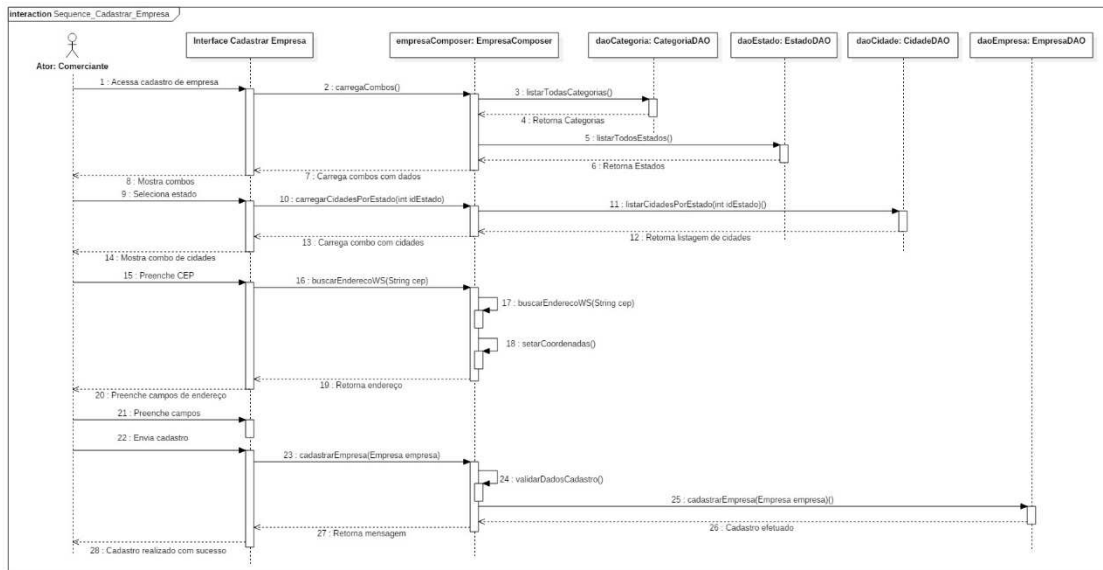 interaction Sequence_Cadastrar_Empresa
Ator: Comerciante
Interface Cadastrar Empresa
empresaComposer: EmpresaComposer
daoCategoria: CategoriaDAO
daoEstado: EstadoDAO
daoCidade: CidadeDAO
daoEmpresa: EmpresaDAO
1 : Acessa cadastro de empresa
2 : carregaCombos()
3 : listarTodasCategorias()
4 : Retorna Categorias
5 : listarTodosEstados()
6 : Retorna Estados
7 : Carrega combos com dados
8 : Mostra combos
9 : Seleciona estado
10 : carregarCidadesPorEstado(int idEstado)
11 : listarCidadesPorEstado(int idEstado)()
12 : Retorna listagem de cidades
13 : Carrega combo com cidades
14 : Mostra combo de cidades
15 : Preenche CEP
16 : buscarEnderecoWS(String cep)
17 : buscarEnderecoWS(String cep)
18 : setarCoordenadas()
19 : Retorna endereço
20 : Preenche campos de endereço
21 : Preenche campos
22 : Envia cadastro
23 : cadastrarEmpresa(Empresa empresa)
24 : validarDadosCadastro()
25 : cadastrarEmpresa(Empresa empresa)()
26 : Cadastro efetuado
27 : Retorna mensagem
28 : Cadastro realizado com sucesso